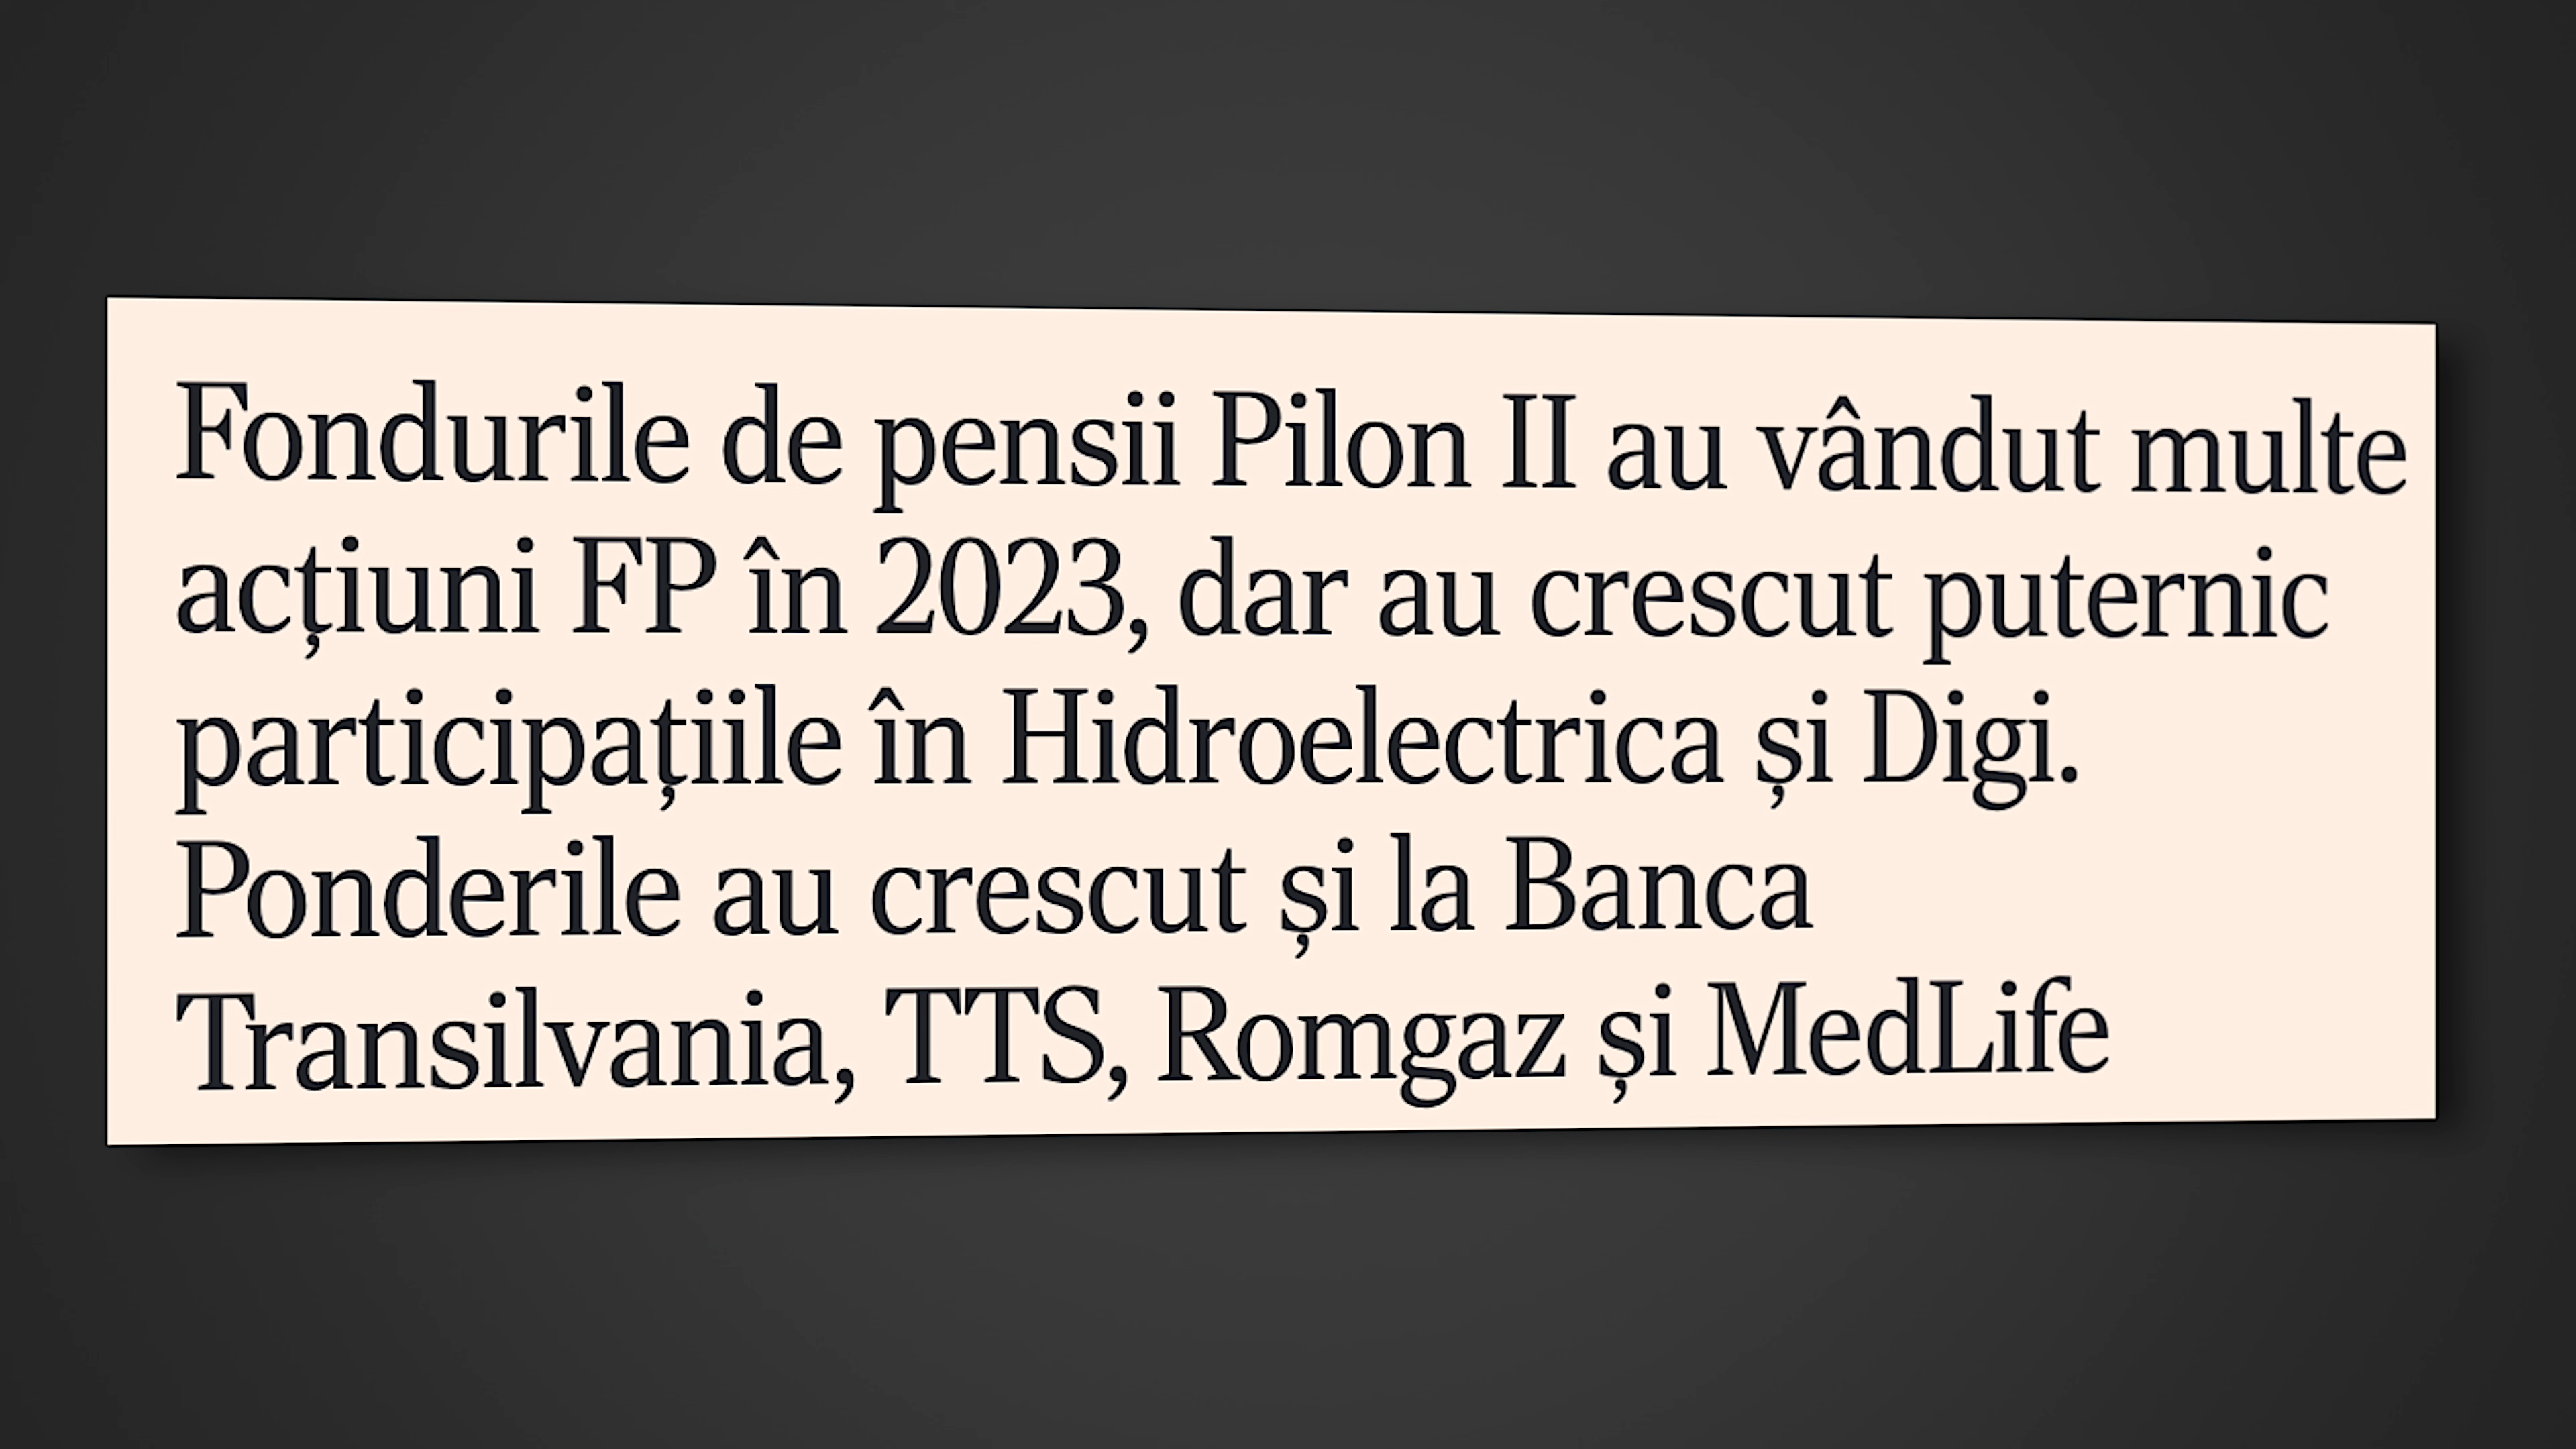 Fondurile de pensii Pilon II au vândut multe
acțiuni FP în 2023, dar au crescut puternic
participațiile în Hidroelectrica și Digi.
Ponderile au crescut și la Banca
Transilvania, TTS, Romgaz și MedLife